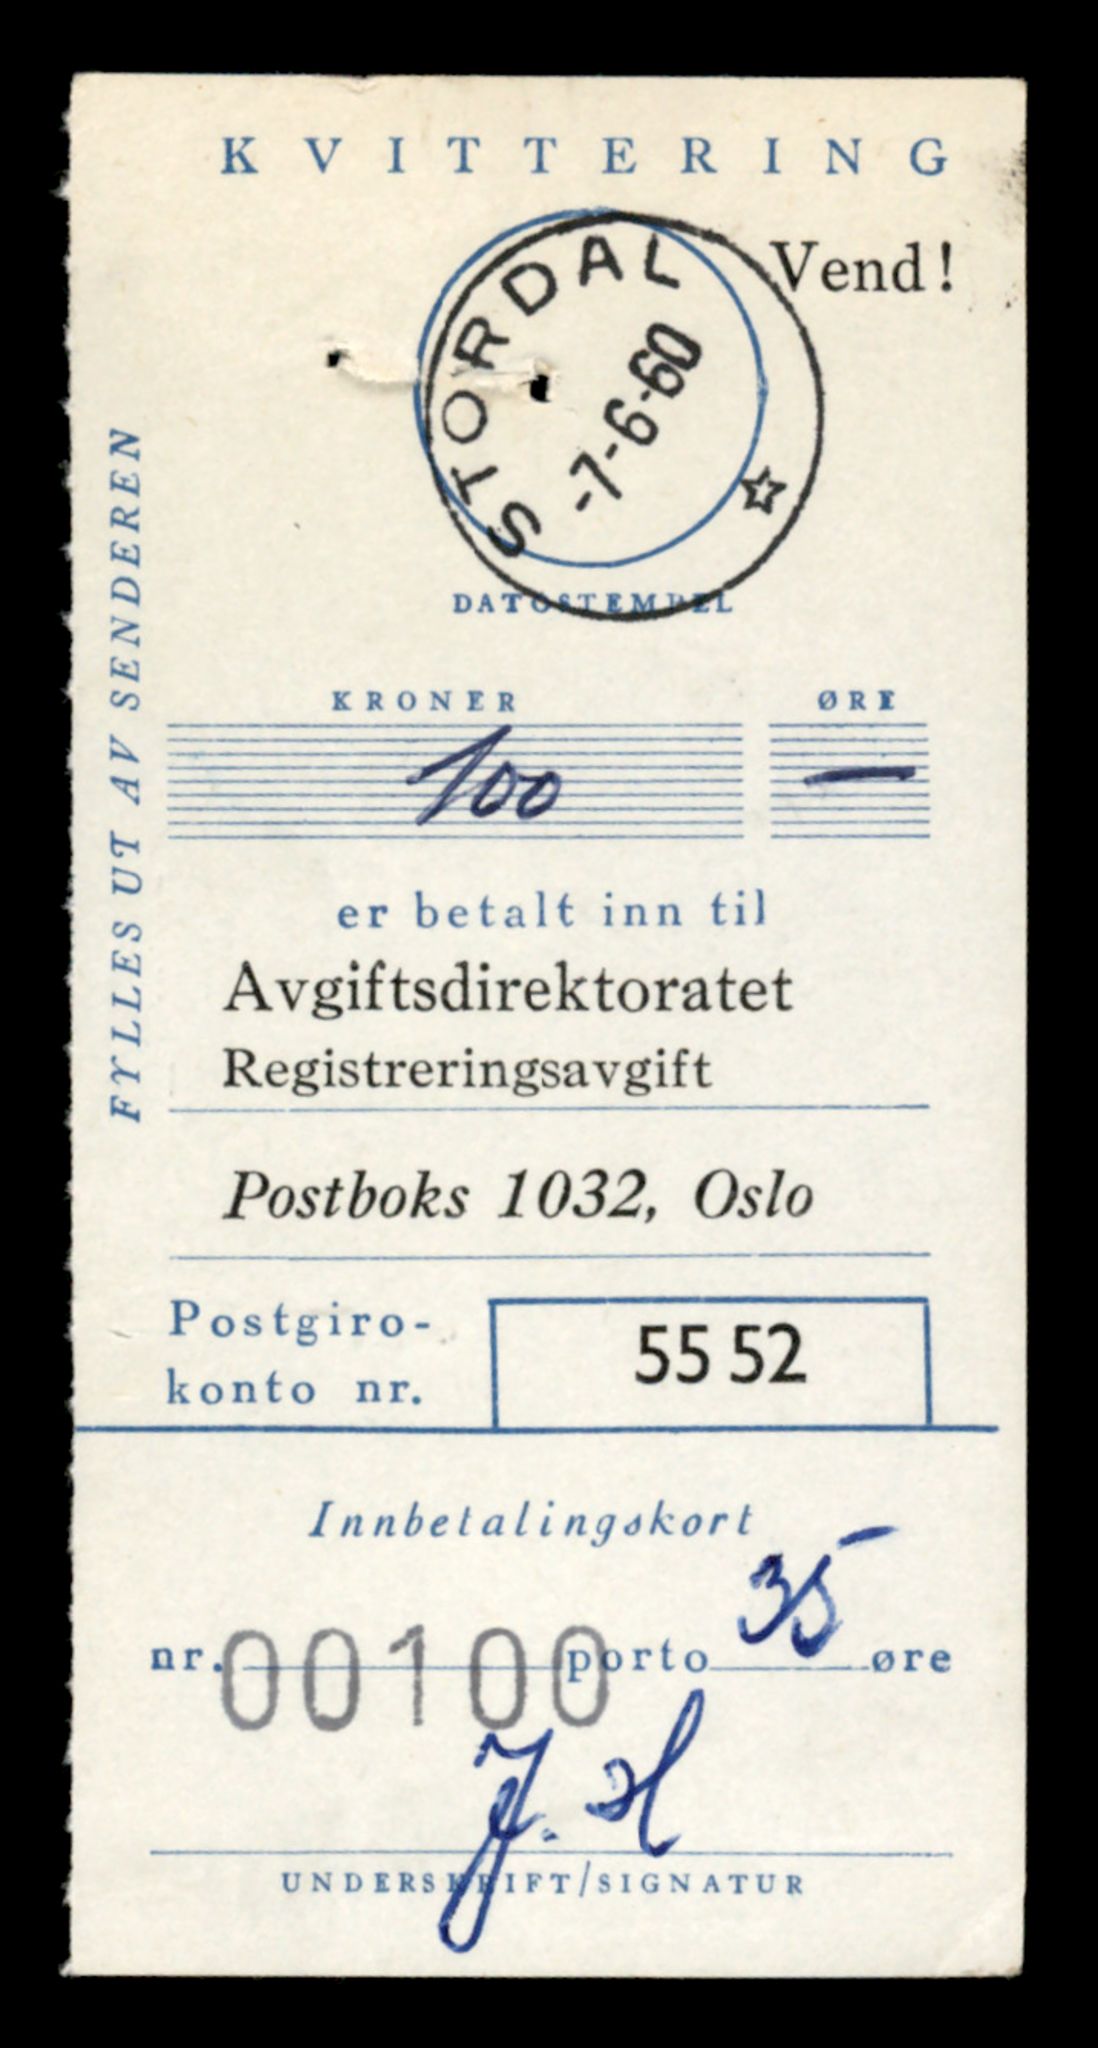 KVITTERING
Vend!
STORDAL
-7-6-60
DATOSTEMPEL
FYLLES UT AV SENDEREN
KRONER ØRE
100 —
er betalt inn til
Avgiftsdirektoratet
Registreringsavgift
Postboks 1032, Oslo
Postgiro-
konto nr.
55 52
Innbetalingskort
nr. 00100 porto 35 øre
J. H
UNDERSKRIFT/SIGNATUR